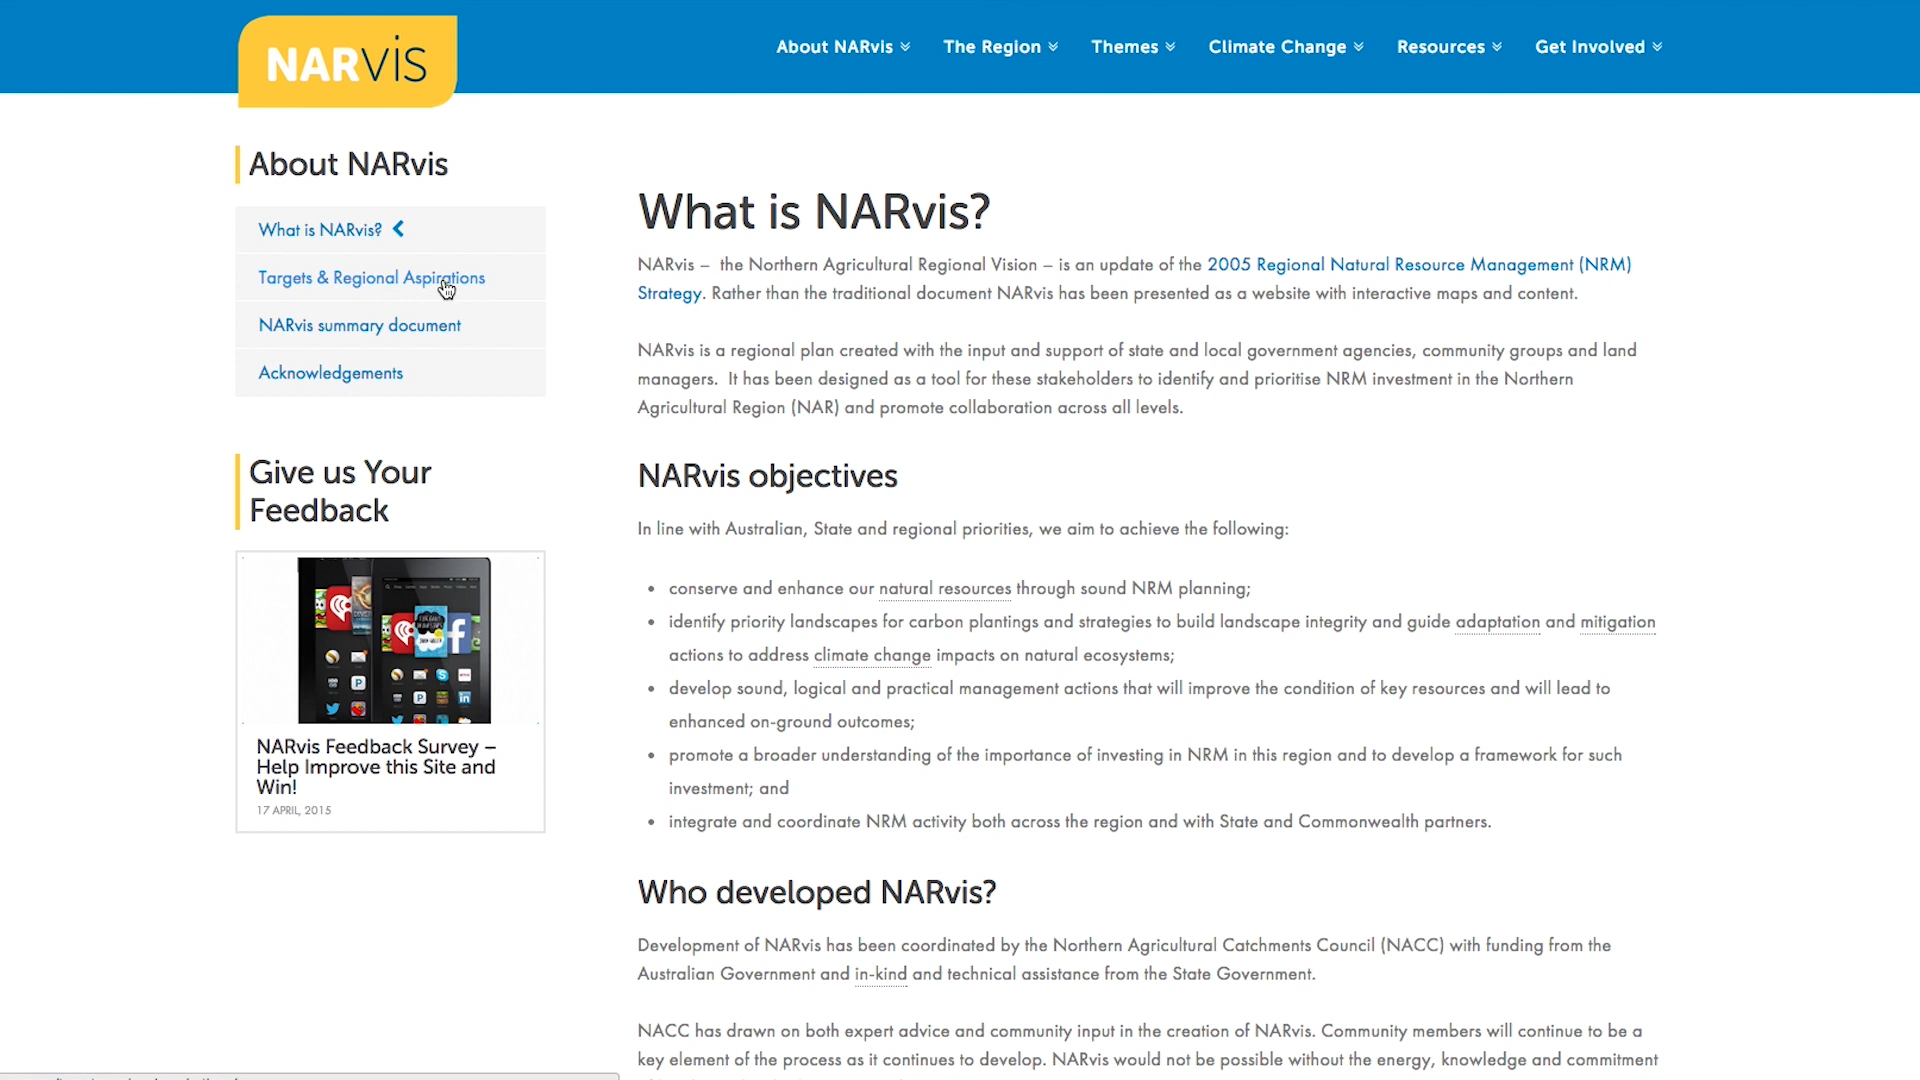 NARvis
About NARvis
The Region
Themes
Climate Change
Resources
Get Involved
About NARvis
What is NARvis?
Targets & Regional Aspirations
NARvis summary document
Acknowledgements
Give us Your
Feedback
NARvis Feedback Survey –
Help Improve this Site and
Win!
17 APRIL, 2015
What is NARvis?
NARvis – the Northern Agricultural Regional Vision – is an update of the 2005 Regional Natural Resource Management (NRM)
Strategy. Rather than the traditional document NARvis has been presented as a website with interactive maps and content.
NARvis is a regional plan created with the input and support of state and local government agencies, community groups and land
managers. It has been designed as a tool for these stakeholders to identify and prioritise NRM investment in the Northern
Agricultural Region (NAR) and promote collaboration across all levels.
NARvis objectives
In line with Australian, State and regional priorities, we aim to achieve the following:
• conserve and enhance our natural resources through sound NRM planning;
• identify priority landscapes for carbon plantings and strategies to build landscape integrity and guide adaptation and mitigation
actions to address climate change impacts on natural ecosystems;
• develop sound, logical and practical management actions that will improve the condition of key resources and will lead to
enhanced on-ground outcomes;
• promote a broader understanding of the importance of investing in NRM in this region and to develop a framework for such
investment; and
• integrate and coordinate NRM activity both across the region and with State and Commonwealth partners.
Who developed NARvis?
Development of NARvis has been coordinated by the Northern Agricultural Catchments Council (NACC) with funding from the
Australian Government and in-kind and technical assistance from the State Government.
NACC has drawn on both expert advice and community input in the creation of NARvis. Community members will continue to be a
key element of the process as it continues to develop. NARvis would not be possible without the energy, knowledge and commitment